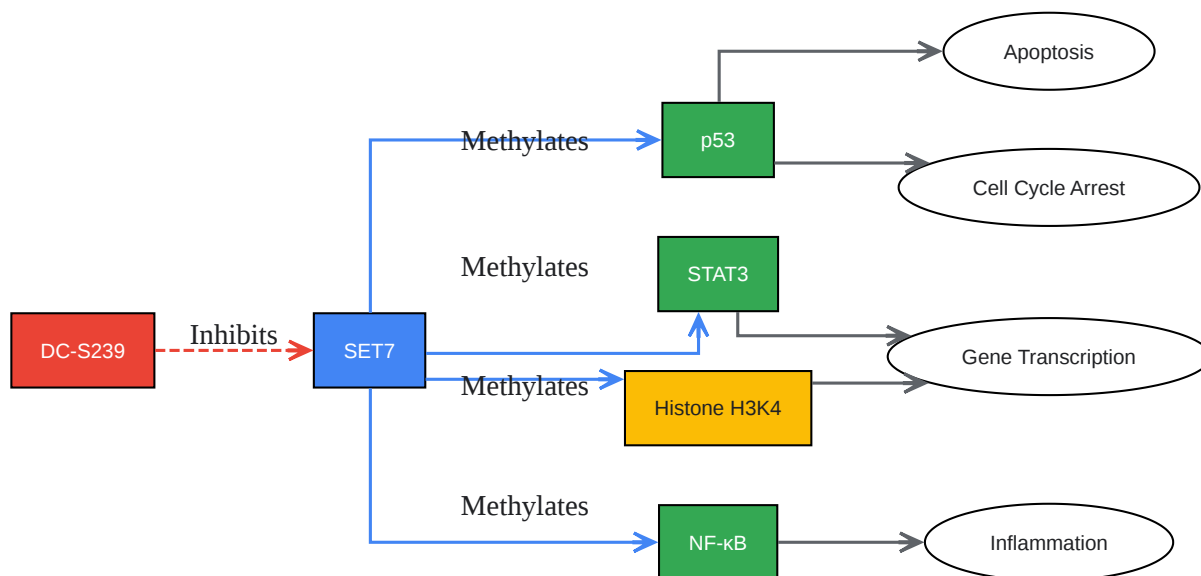 Apoptosis
Methylates
p53
Cell Cycle Arrest
Methylates
STAT3
DC-S239
Inhibits
SET7
Gene Transcription
Methylates
Histone H3K4
Methylates
NF-κB
Inflammation